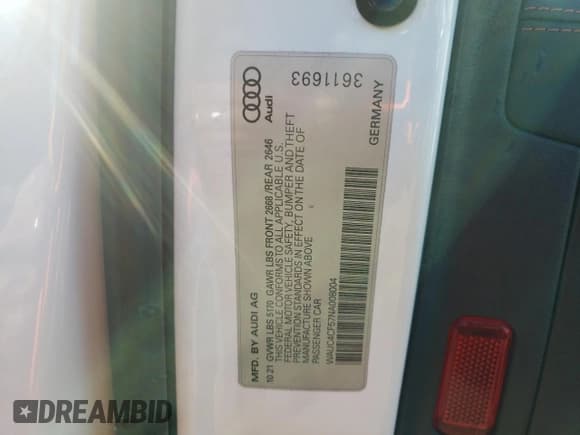 MFD. BY AUDI AG
10.21 GVWR LBS 5170 GAWR LBS FRONT 2668 /REAR 2646
THIS VEHICLE CONFORMS TO ALL APPLICABLE U.S.
FEDERAL MOTOR VEHICLE SAFETY, BUMPER AND THEFT
PREVENTION STANDARDS IN EFFECT ON THE DATE OF
MANUFACTURE SHOWN ABOVE
PASSENGER CAR
WAUC4CF57NA008004
Audi
3611693
GERMANY
DREAMBID